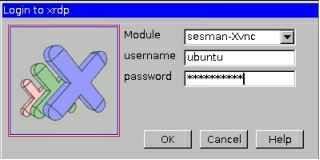 Login to xrdp
Module sesman-Xvnc
username ubuntu
password **********
OK Cancel Help